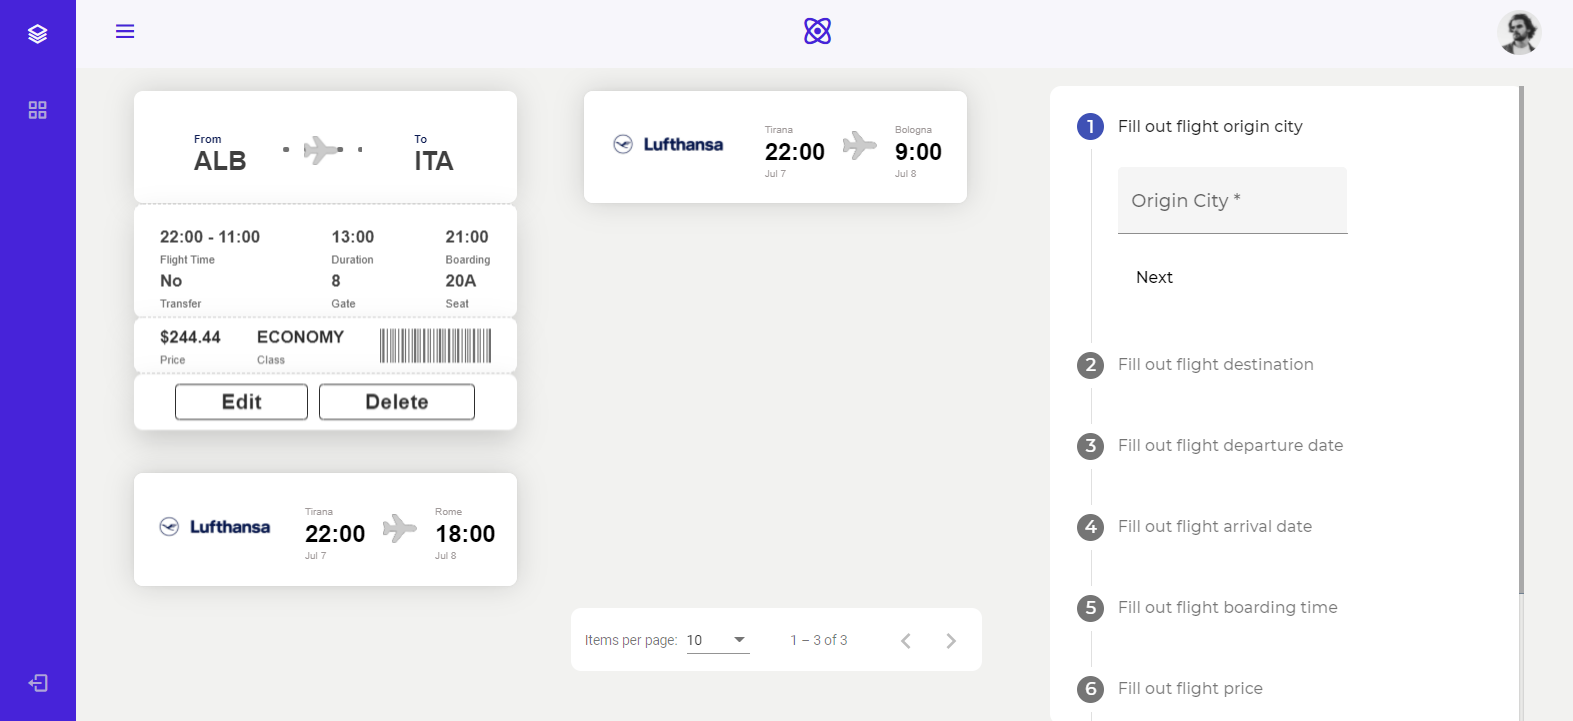 From
To
ALB
ITA
22:00 - 11:00
13:00
21:00
Flight Time
Duration
Boarding
No
8
20A
Transfer
Gate
Seat
$244.44
ECONOMY
Price
Class
Edit
Delete
Lufthansa
Tirana
22:00
Jul 7
Rome
18:00
Jul 8
Lufthansa
Tirana
22:00
Jul 7
Bologna
9:00
Jul 8
Items per page:
10
1 – 3 of 3
1 Fill out flight origin city
Origin City *
Next
2 Fill out flight destination
3 Fill out flight departure date
4 Fill out flight arrival date
5 Fill out flight boarding time
6 Fill out flight price